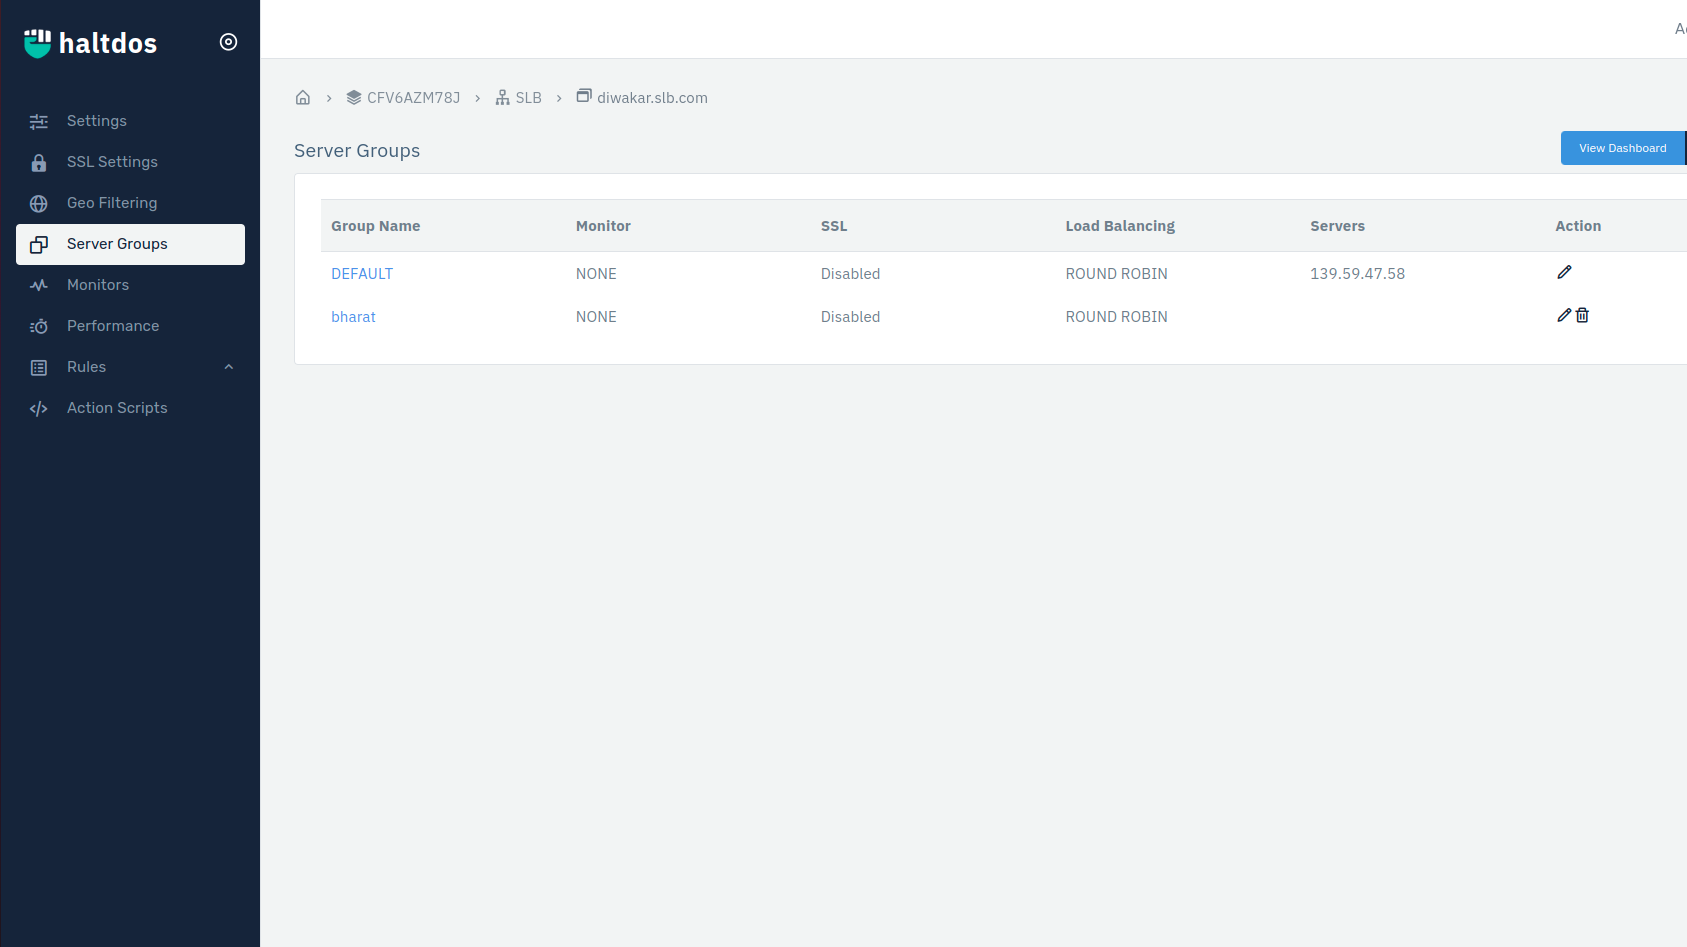 haltdos
Settings
SSL Settings
Geo Filtering
Server Groups
Monitors
Performance
Rules
Action Scripts
CFV6AZM78J
SLB
diwakar.slb.com
Server Groups
View Dashboard
Group Name Monitor SSL Load Balancing Servers Action
DEFAULT NONE Disabled ROUND ROBIN 139.59.47.58
bharat NONE Disabled ROUND ROBIN